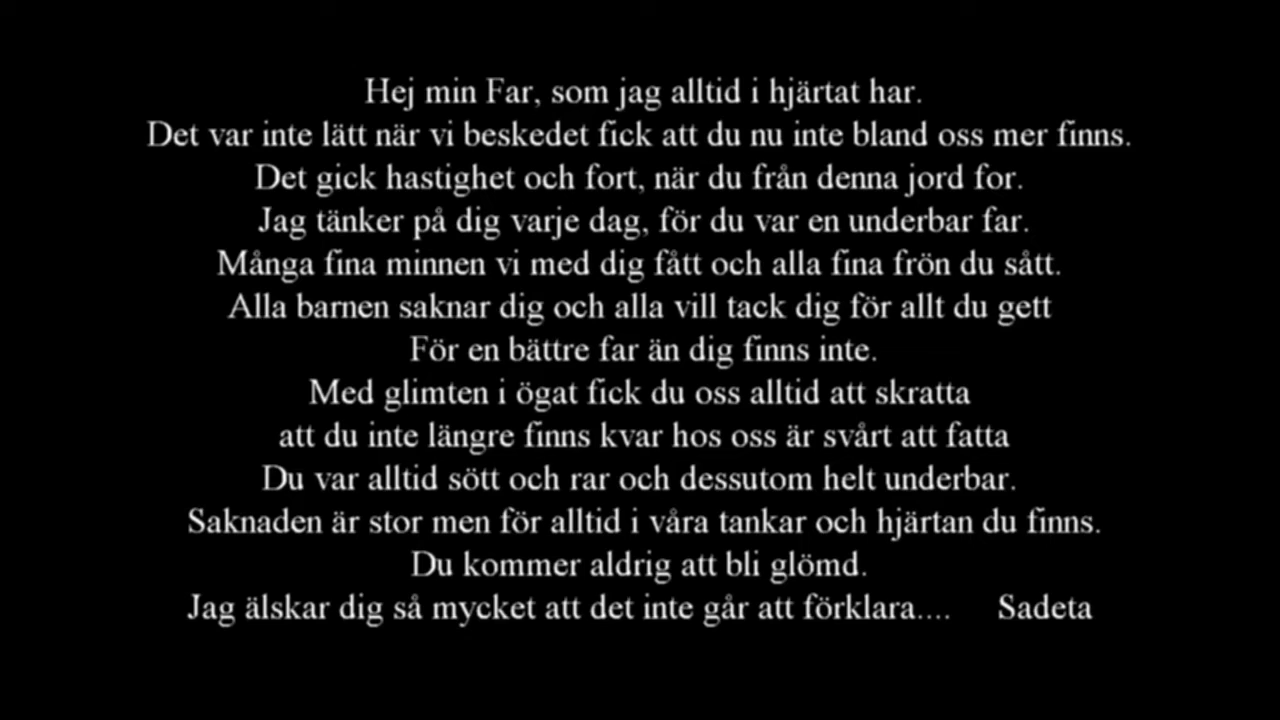 Hej min Far, som jag alltid i hjärtat har.
Det var inte lätt när vi beskedet fick att du nu inte bland oss mer finns.
Det gick hastighet och fort, när du från denna jord for.
Jag tänker på dig varje dag, för du var en underbar far.
Många fina minnen vi med dig fått och alla fina frön du sått.
Alla barnen saknar dig och alla vill tack dig för allt du gett
För en bättre far än dig finns inte.
Med glimten i ögat fick du oss alltid att skratta
att du inte längre finns kvar hos oss är svårt att fatta
Du var alltid sött och rar och dessutom helt underbar.
Saknaden är stor men för alltid i våra tankar och hjärtan du finns.
Du kommer aldrig att bli glömd.
Jag älskar dig så mycket att det inte går att förklara.... Sadeta